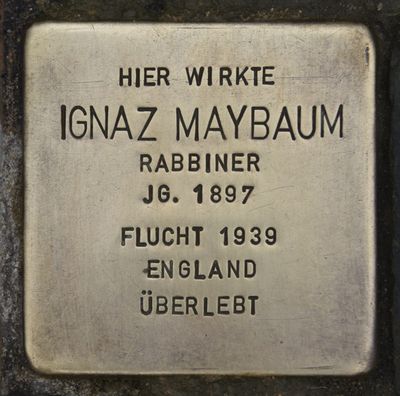 HIER WIRKTE
IGNAZ MAYBAUM
RABBINER
JG. 1897
FLUCHT 1939
ENGLAND
ÜBERLEBT